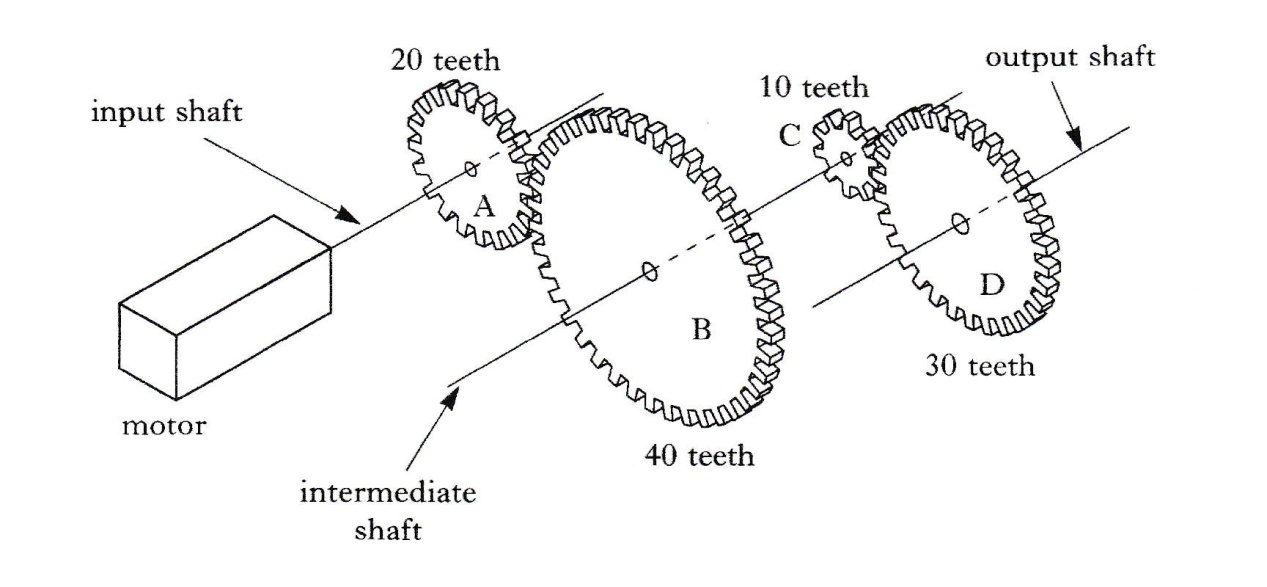 20 teeth
output shaft
10 teeth
input shaft
C
A
D
B
30 teeth
motor
40 teeth
intermediate
shaft